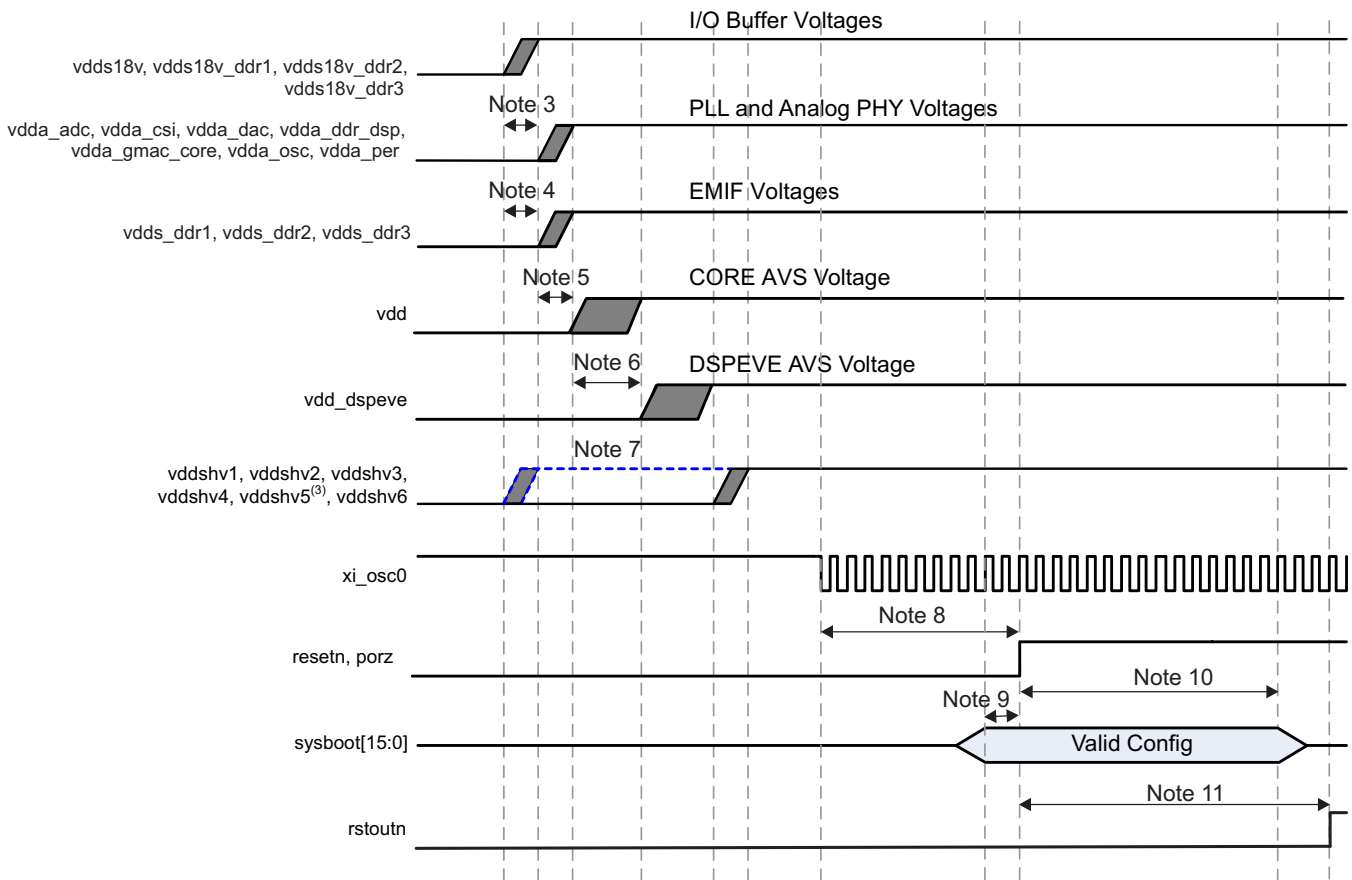 I/O Buffer Voltages
vdds18v, vdds18v_ddr1, vdds18v_ddr2,
vdds18v_ddr3
Note 3
PLL and Analog PHY Voltages
vdda_adc, vdda_csi, vdda_dac, vdda_ddr_dsp,
vdda_gmac_core, vdda_osc, vdda_per
Note 4
EMIF Voltages
vdds_ddr1, vdds_ddr2, vdds_ddr3
Note 5
CORE AVS Voltage
vdd
Note 6
DSPEVE AVS Voltage
vdd_dspeve
Note 7
vddshv1, vddshv2, vddshv3,
vddshv4, vddshv5(3), vddshv6
xi_osc0
Note 8
resetn, porz
Note 10
Note 9
sysboot[15:0]
Valid Config
Note 11
rstoutn